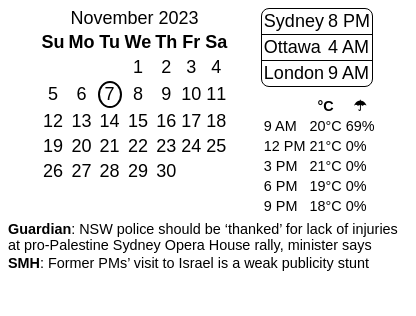 November 2023
Su Mo Tu We Th Fr Sa
1 2 3 4
5 6 7 8 9 10 11
12 13 14 15 16 17 18
19 20 21 22 23 24 25
26 27 28 29 30
Sydney 8 PM
Ottawa 4 AM
London 9 AM
°C ☂
9 AM 20°C 69%
12 PM 21°C 0%
3 PM 21°C 0%
6 PM 19°C 0%
9 PM 18°C 0%
Guardian: NSW police should be ‘thanked’ for lack of injuries
at pro-Palestine Sydney Opera House rally, minister says
SMH: Former PMs’ visit to Israel is a weak publicity stunt